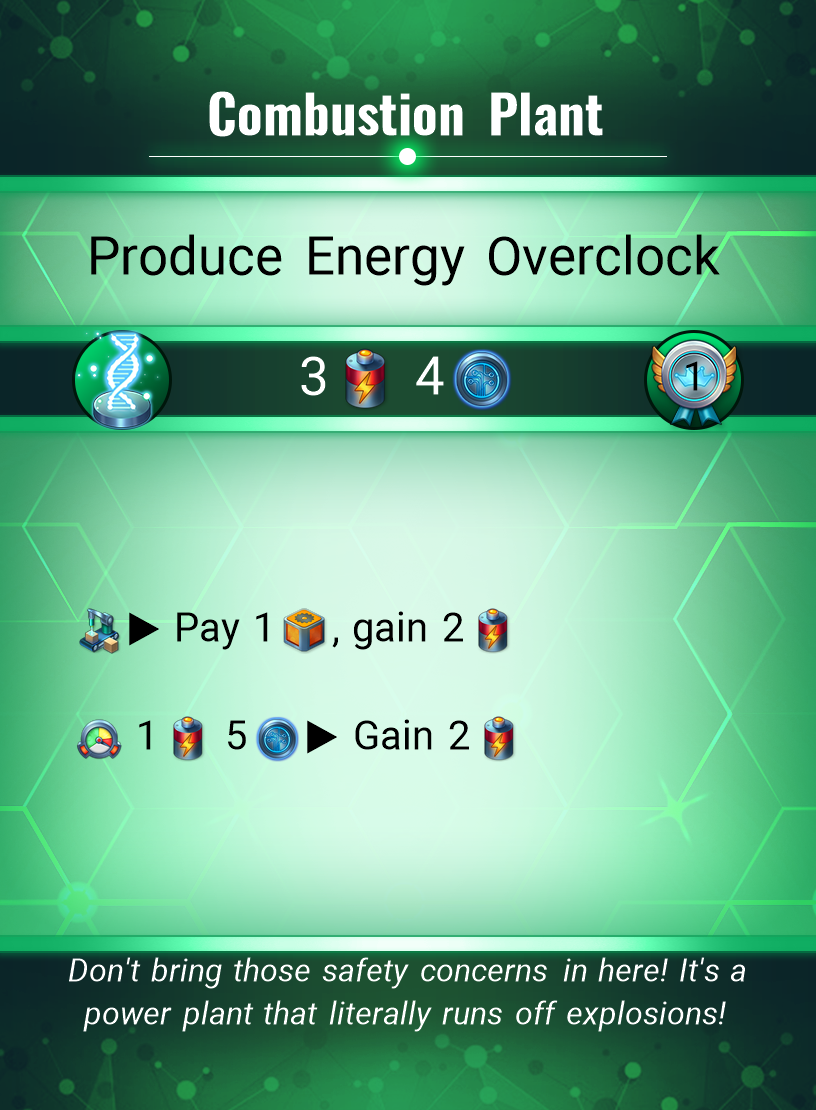 Combustion Plant
Produce Energy Overclock
3 4 1
Pay 1 , gain 2
1 5 Gain 2
Don't bring those safety concerns in here! It's a
power plant that literally runs off explosions!